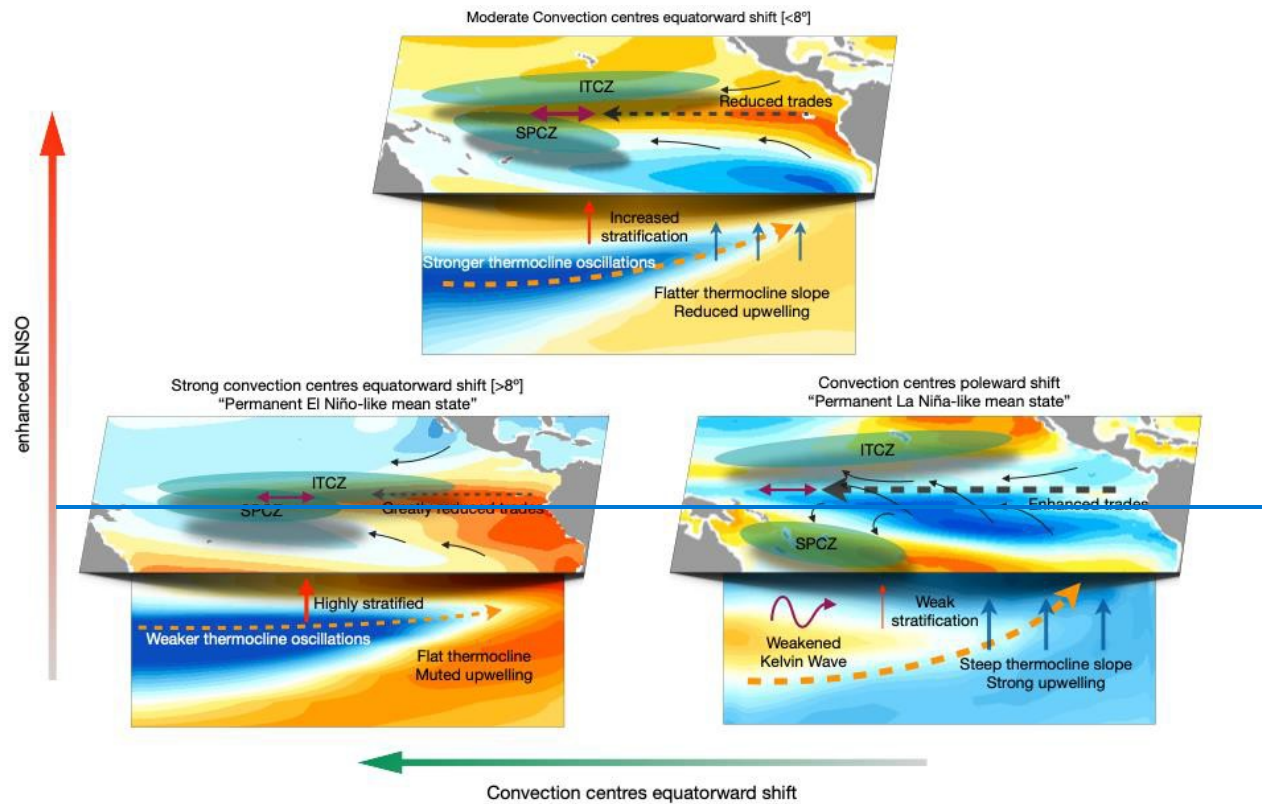 Moderate Convection centres equatorward shift [<8º]
ITCZ
Reduced trades
SPCZ
Increased
stratification
Stronger thermocline oscillations
Flatter thermocline slope
Reduced upwelling
enhanced ENSO
Strong convection centres equatorward shift [>8º]
"Permanent El Niño-like mean state"
ITCZ
SPCZ
Greatly reduced trades
Highly stratified
Weaker thermocline oscillations
Flat thermocline
Muted upwelling
Convection centres poleward shift
"Permanent La Niña-like mean state"
ITCZ
Enhanced trades
SPCZ
Weak
stratification
Weakened
Kelvin Wave
Steep thermocline slope
Strong upwelling
Convection centres equatorward shift